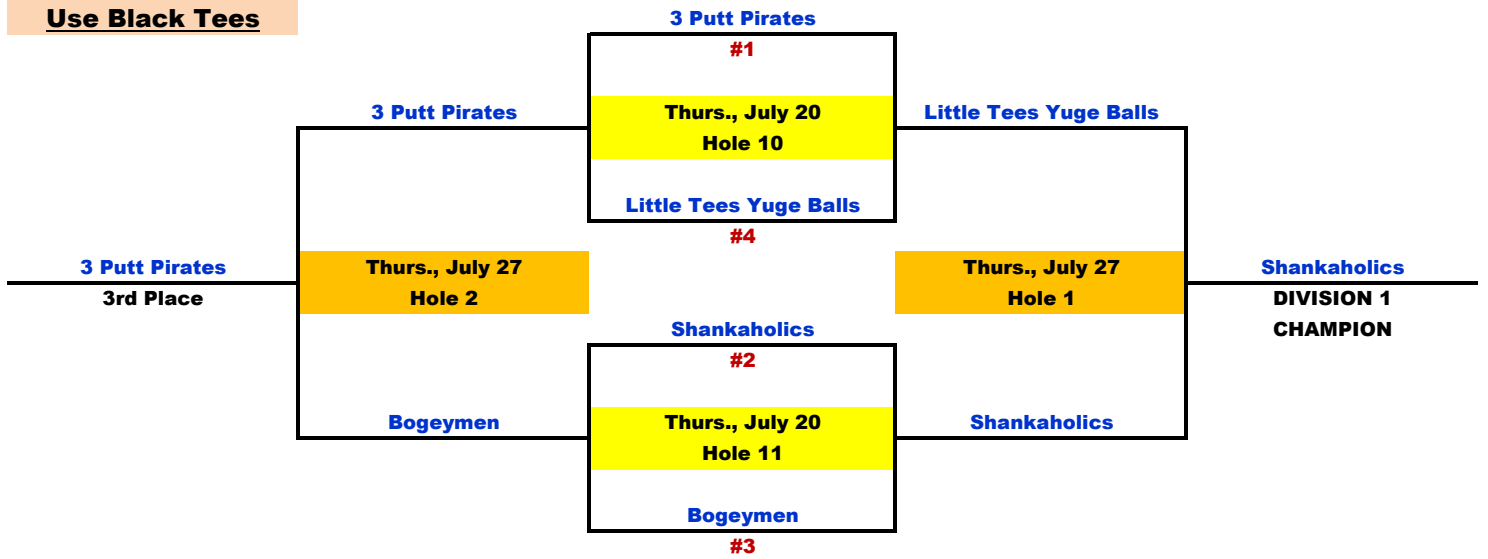 Use Black Tees
3 Putt Pirates
#1
3 Putt Pirates
Thurs., July 20
Hole 10
Little Tees Yuge Balls
Little Tees Yuge Balls
#4
3 Putt Pirates
3rd Place
Thurs., July 27
Hole 2
Thurs., July 27
Hole 1
Shankaholics
DIVISION 1
CHAMPION
Shankaholics
#2
Bogeymen
Thurs., July 20
Hole 11
Shankaholics
Bogeymen
#3